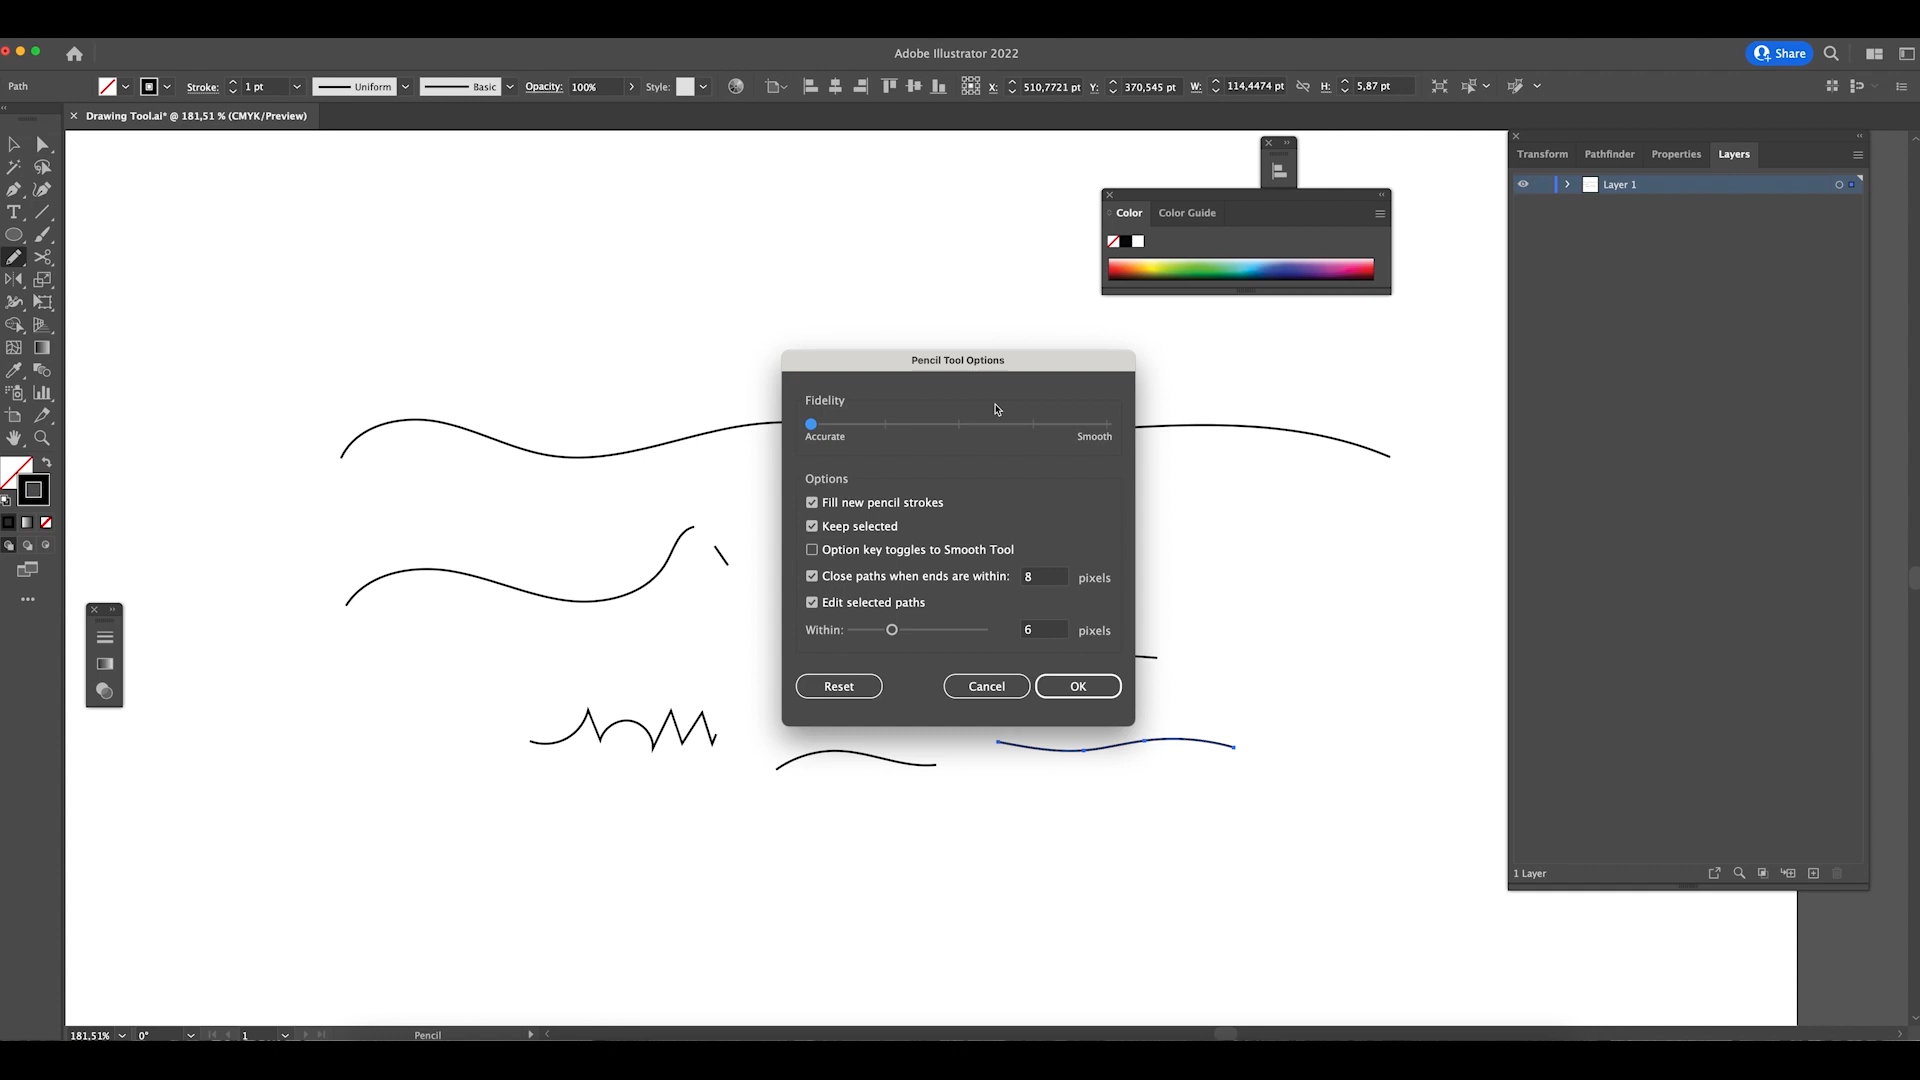 Adobe Illustrator 2022
Share
Path
Stroke: 1 pt Uniform Basic Opacity: 100% Style: X: 510,7721 pt Y: 370,545 pt W: 114,4474 pt H: 5,87 pt
Drawing Tool.ai* @ 181,51 % (CMYK/Preview)
Transform Pathfinder Properties Layers
Layer 1
Color Color Guide
Pencil Tool Options
Fidelity
Accurate Smooth
Options
Fill new pencil strokes
Keep selected
Option key toggles to Smooth Tool
Close paths when ends are within: 8 pixels
Edit selected paths
Within: 6 pixels
Reset Cancel OK
1 Layer
181,51% 0° 1 Pencil